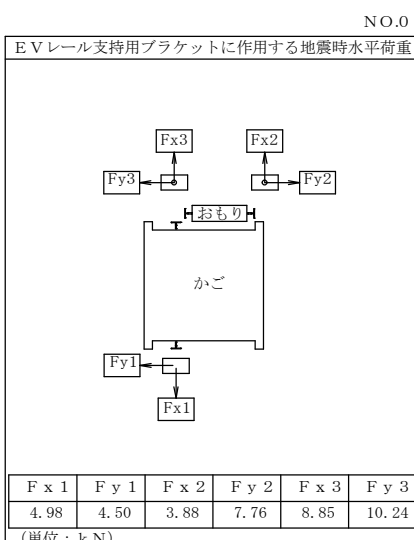 NO.0
EVレール支持用ブラケットに作用する地震時水平荷重
Fx3 Fx2
Fy3 Fy2
おもり
かご
Fy1
Fx1
Fx1 Fy1 Fx2 Fy2 Fx3 Fy3
4.98 4.50 3.88 7.76 8.85 10.24
(単位:kN)